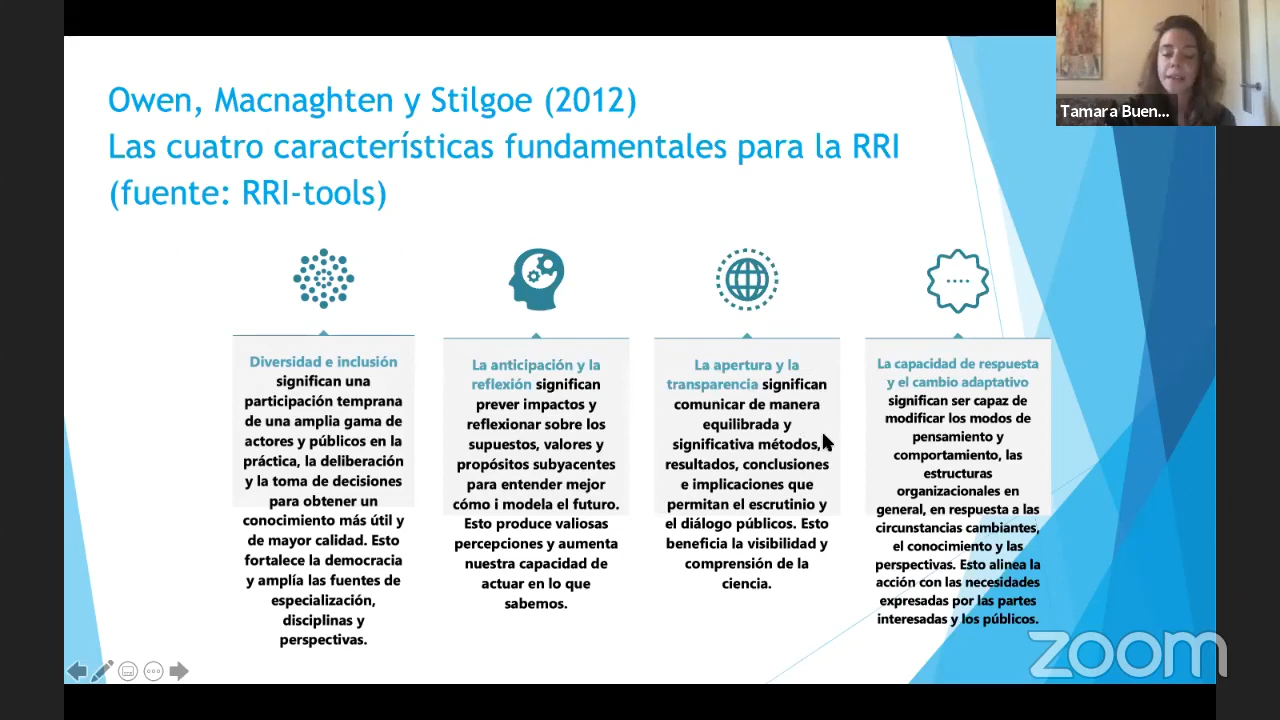 Owen, Macnaghten y Stilgoe (2012)
Las cuatro características fundamentales para la RRI
(fuente: RRI-tools)
Tamara Buen...
Diversidad e inclusión
significan una
participación temprana
de una amplia gama de
actores y públicos en la
práctica, la deliberación
y la toma de decisiones
para obtener un
conocimiento más útil y
de mayor calidad. Esto
fortalece la democracia
y amplía las fuentes de
especialización,
disciplinas y
perspectivas.
La anticipación y la
reflexión significan
prever impactos y
reflexionar sobre los
supuestos, valores y
propósitos subyacentes
para entender mejor
cómo i modela el futuro.
Esto produce valiosas
percepciones y aumenta
nuestra capacidad de
actuar en lo que
sabemos.
La apertura y la
transparencia significan
comunicar de manera
equilibrada y
significativa métodos,
resultados, conclusiones
e implicaciones que
permitan el escrutinio y
el diálogo públicos. Esto
beneficia la visibilidad y
comprensión de la
ciencia.
La capacidad de respuesta
y el cambio adaptativo
significan ser capaz de
modificar los modos de
pensamiento y
comportamiento, las
estructuras
organizacionales en
general, en respuesta a las
circunstancias cambiantes,
el conocimiento y las
perspectivas. Esto alinea la
acción con las necesidades
expresadas por las partes
interesadas y los públicos.
zoom